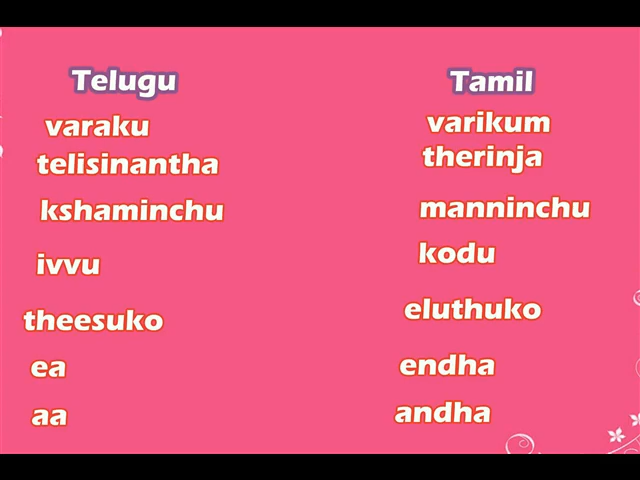 Telugu Tamil
varaku varikum
telisinantha therinja
kshaminchu manninchu
ivvu kodu
theesuko eluthuko
ea endha
aa andha